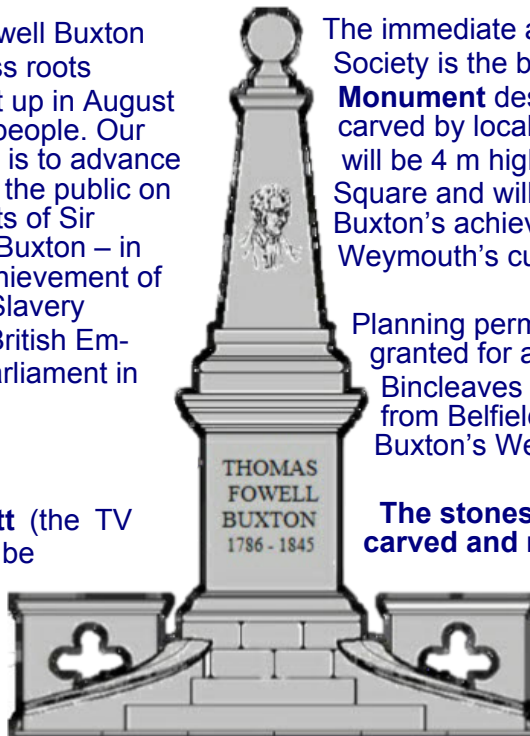 owell Buxton
ss roots
t up in August
people. Our
is to advance
the public on
ts of Sir
Buxton – in
hievement of
Slavery
British Em-
arliament in
tt (the TV
be
THOMAS
FOWELL
BUXTON
1786 - 1845
The immediate a
Society is the b
Monument des
carved by local
will be 4 m high
Square and will
Buxton's achiev
Weymouth's cu
Planning perm
granted for a
Bincleaves
from Belfield
Buxton's We
The stones
carved and r